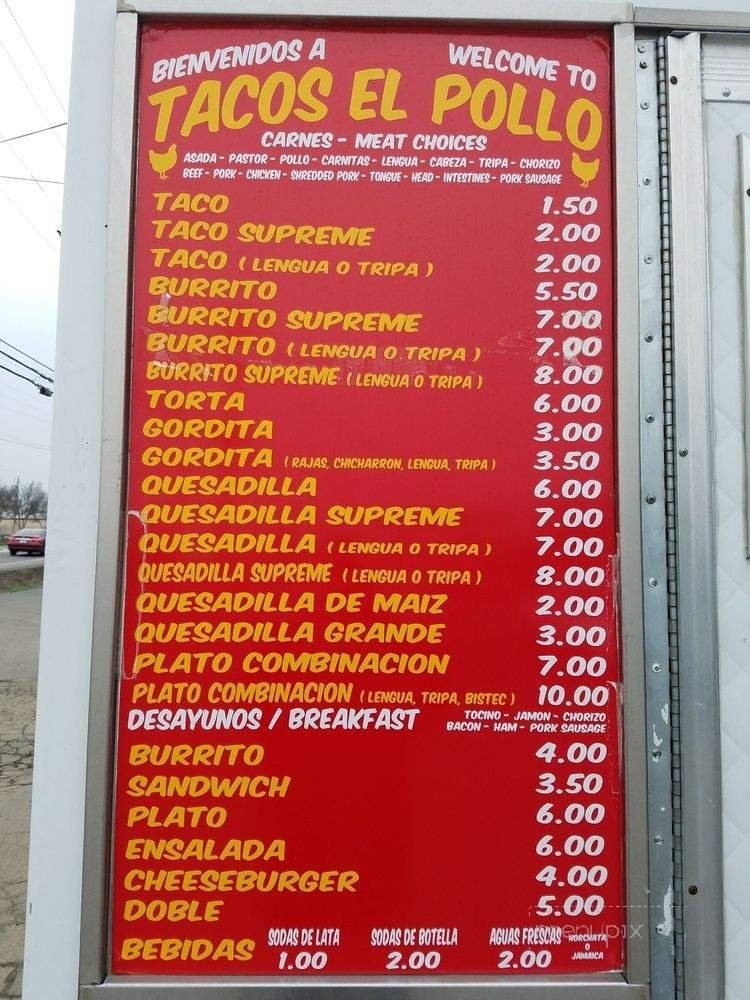 BIENVENIDOS A WELCOME TO
TACOS EL POLLO
CARNES - MEAT CHOICES
ASADA - PASTOR - POLLO - CARNITAS - LENGUA - CABEZA - TRIPA - CHORIZO
BEEF - PORK - CHICKEN - SHREDDED PORK - TONGUE - HEAD - INTESTINES - PORK SAUSAGE
TACO 1.50
TACO SUPREME 2.00
TACO ( LENGUA O TRIPA ) 2.00
BURRITO 5.50
BURRITO SUPREME 7.00
BURRITO ( LENGUA O TRIPA ) 7.00
BURRITO SUPREME ( LENGUA O TRIPA ) 8.00
TORTA 6.00
GORDITA 3.00
GORDITA ( RAJAS, CHICHARRON, LENGUA, TRIPA ) 3.50
QUESADILLA 6.00
QUESADILLA SUPREME 7.00
QUESADILLA ( LENGUA O TRIPA ) 7.00
QUESADILLA SUPREME ( LENGUA O TRIPA ) 8.00
QUESADILLA DE MAIZ 2.00
QUESADILLA GRANDE 3.00
PLATO COMBINACION 7.00
PLATO COMBINACION ( LENGUA, TRIPA, BISTEC ) 10.00
DESAYUNOS / BREAKFAST TOCINO - JAMON - CHORIZO
BACON - HAM - PORK SAUSAGE
BURRITO 4.00
SANDWICH 3.50
PLATO 6.00
ENSALADA 6.00
CHEESEBURGER 4.00
DOBLE 5.00
BEBIDAS SODAS DE LATA SODAS DE BOTELLA AGUAS FRESCAS HORCHATA O JAMAICA
1.00 2.00 2.00
menupix